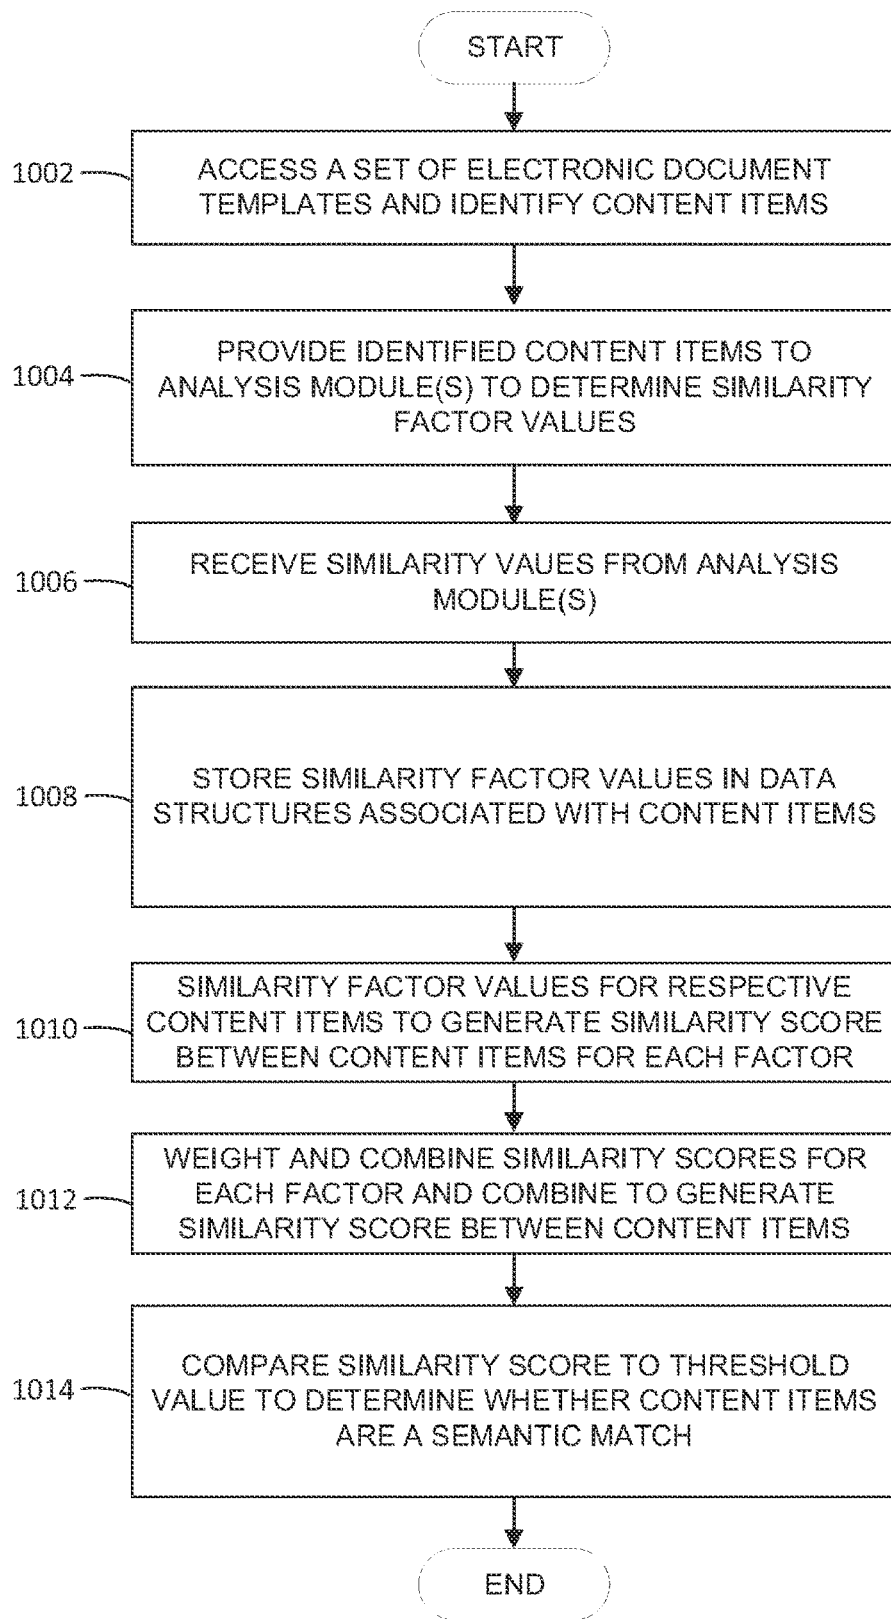 START
1002
ACCESS A SET OF ELECTRONIC DOCUMENT
TEMPLATES AND IDENTIFY CONTENT ITEMS
1004
PROVIDE IDENTIFIED CONTENT ITEMS TO
ANALYSIS MODULE(S) TO DETERMINE SIMILARITY
FACTOR VALUES
1006
RECEIVE SIMILARITY VAUES FROM ANALYSIS
MODULE(S)
1008
STORE SIMILARITY FACTOR VALUES IN DATA
STRUCTURES ASSOCIATED WITH CONTENT ITEMS
1010
SIMILARITY FACTOR VALUES FOR RESPECTIVE
CONTENT ITEMS TO GENERATE SIMILARITY SCORE
BETWEEN CONTENT ITEMS FOR EACH FACTOR
1012
WEIGHT AND COMBINE SIMILARITY SCORES FOR
EACH FACTOR AND COMBINE TO GENERATE
SIMILARITY SCORE BETWEEN CONTENT ITEMS
1014
COMPARE SIMILARITY SCORE TO THRESHOLD
VALUE TO DETERMINE WHETHER CONTENT ITEMS
ARE A SEMANTIC MATCH
END